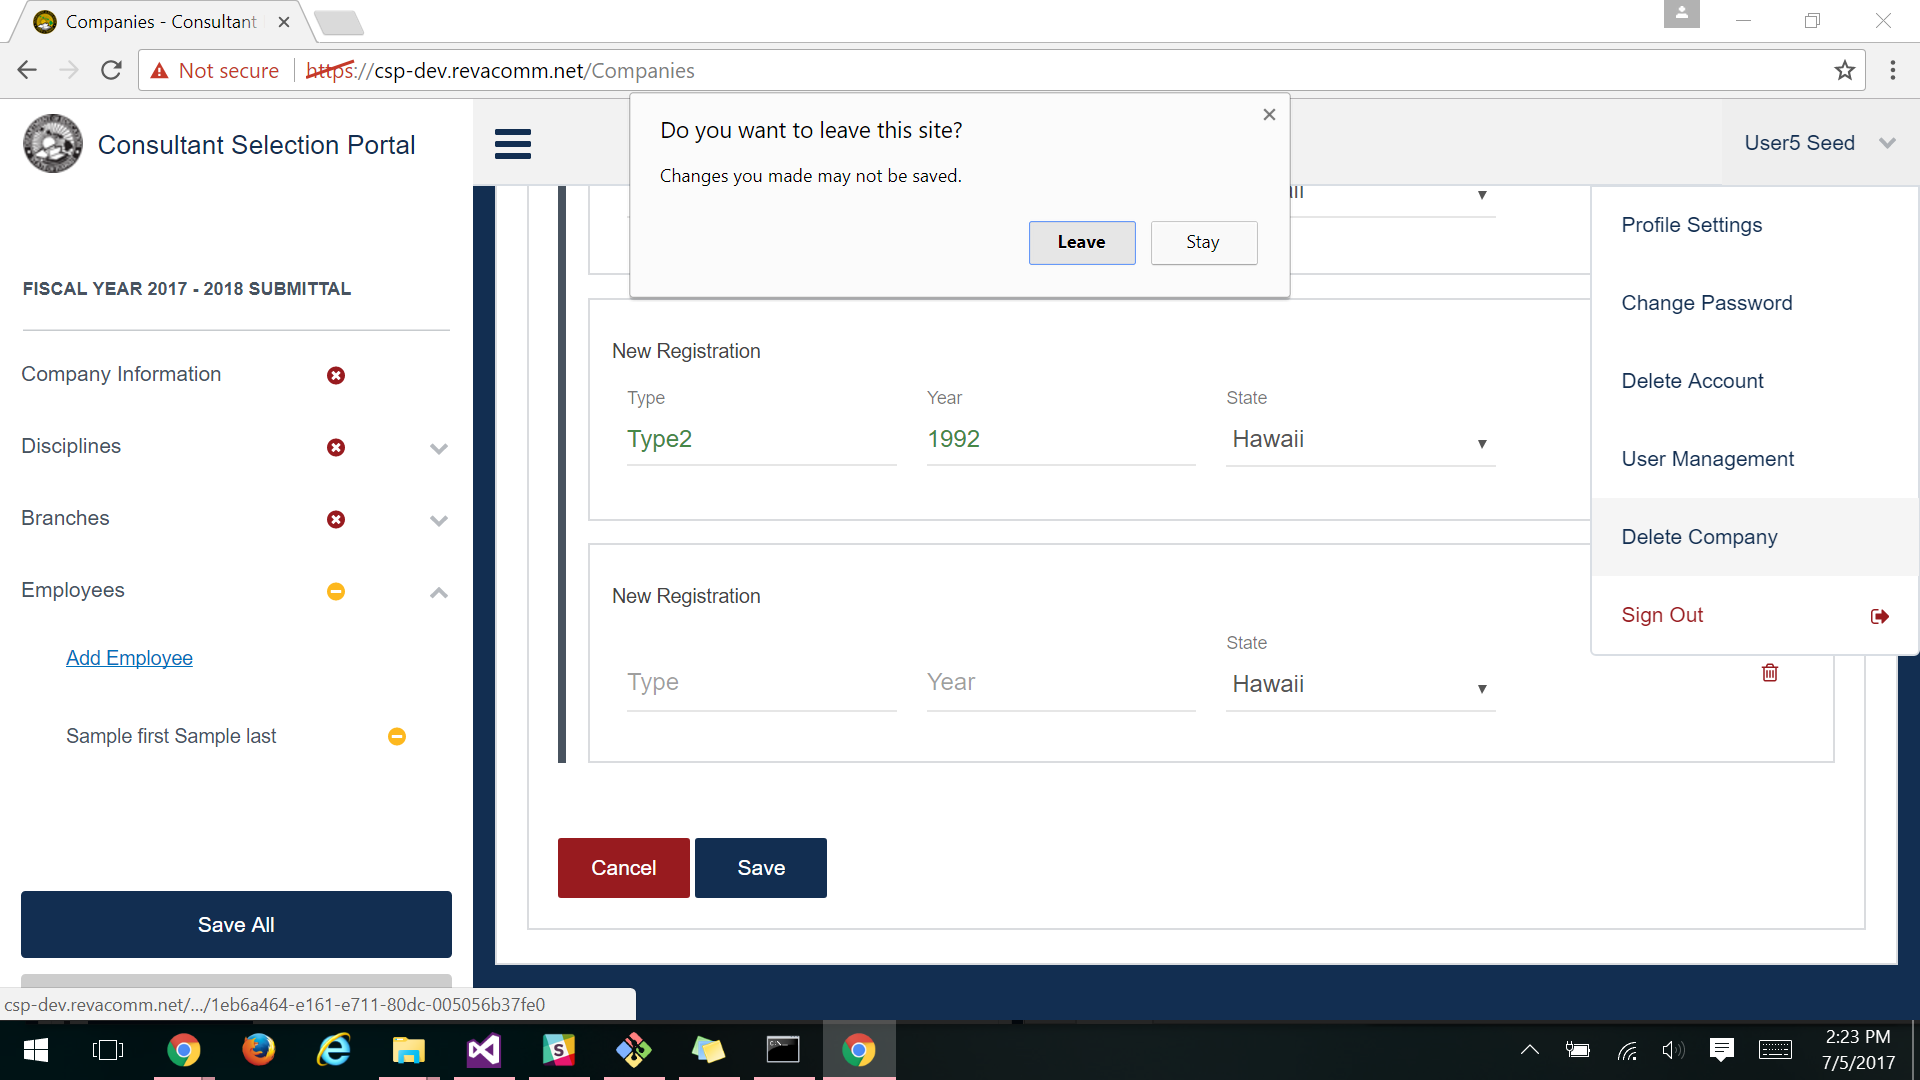 Companies - Consultant
Not secure https://csp-dev.revacomm.net/Companies
Consultant Selection Portal
User5 Seed
Do you want to leave this site?
Changes you made may not be saved.
Leave Stay
Profile Settings
Change Password
Delete Account
User Management
Delete Company
Sign Out
FISCAL YEAR 2017 - 2018 SUBMITTAL
Company Information
Disciplines
Branches
Employees
Add Employee
Sample first Sample last
Save All
New Registration
Type Year State
Type2 1992 Hawaii
New Registration
State
Type Year Hawaii
Cancel Save
csp-dev.revacomm.net/.../1eb6a464-e161-e711-80dc-005056b37fe0
2:23 PM
7/5/2017